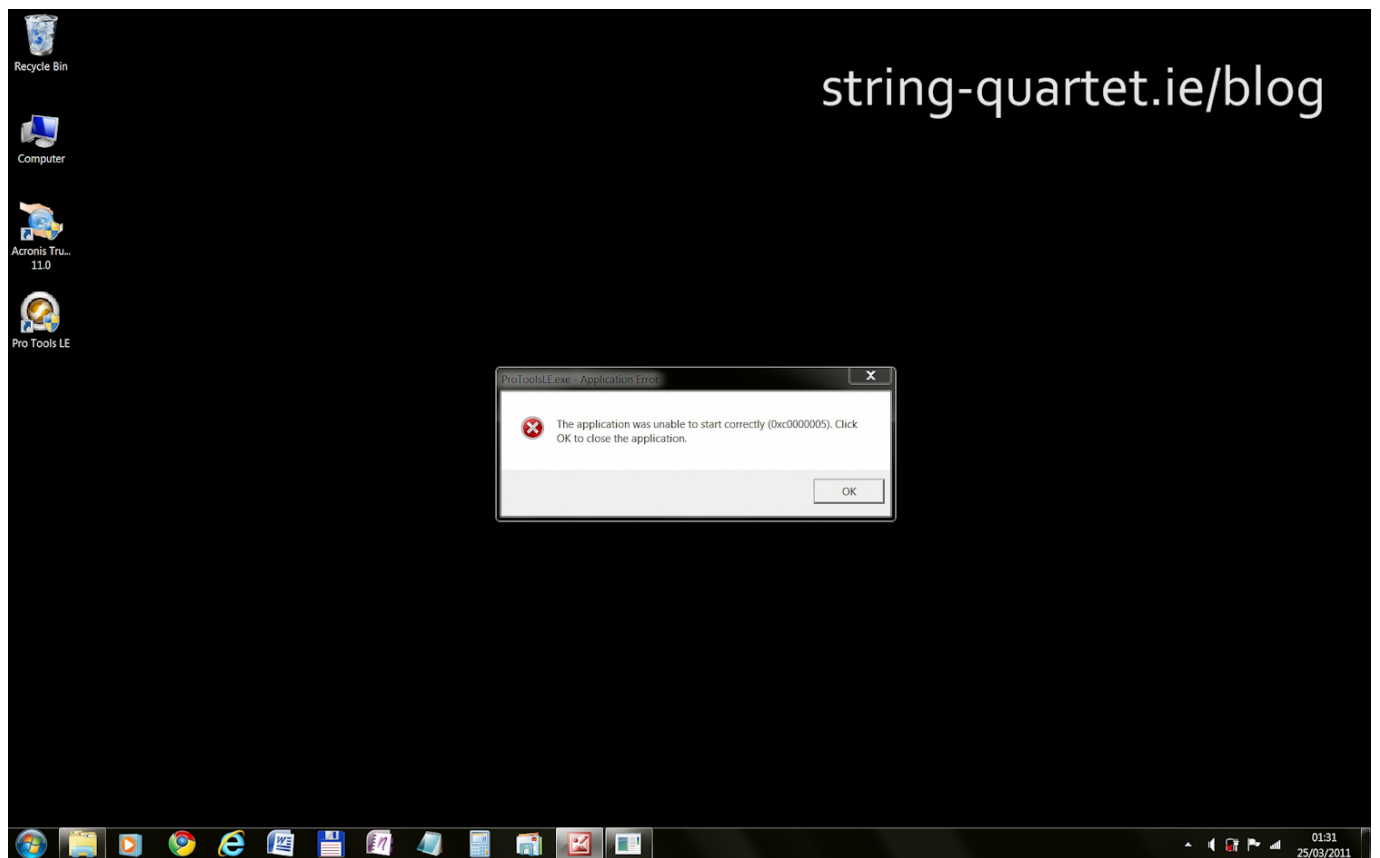 Recycle Bin
string-quartet.ie/blog
Computer
Acronis Tru...
11.0
Pro Tools LE
ProToolsLE.exe - Application Error
X
The application was unable to start correctly (0xc0000005). Click
OK to close the application.
OK
01:31
25/03/2011